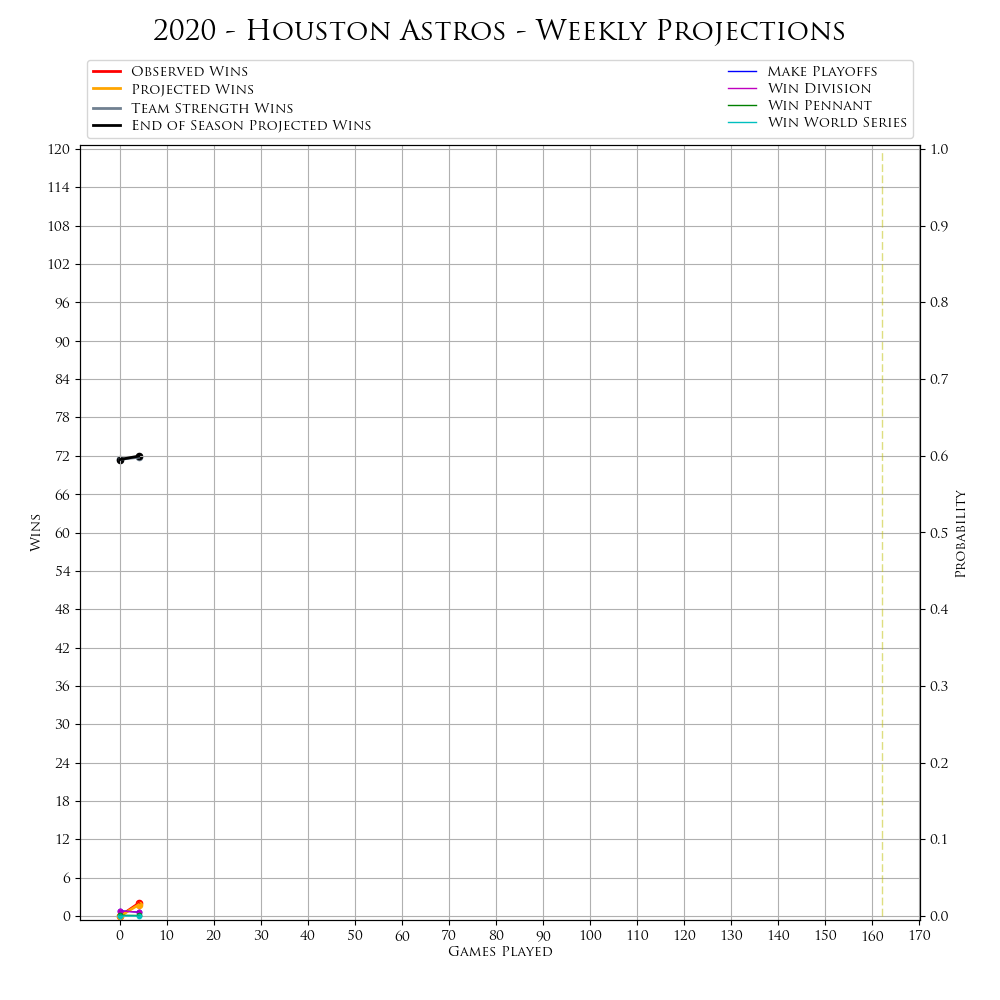 2020 - Houston Astros - Weekly Projections
Observed Wins
Projected Wins
Team Strength Wins
End of Season Projected Wins
Make Playoffs
Win Division
Win Pennant
Win World Series
120
114
108
102
96
90
84
78
72
66
60
54
48
42
36
30
24
18
12
6
0
Wins
1.0
0.9
0.8
0.7
0.6
0.5
0.4
0.3
0.2
0.1
0.0
Probability
0 10 20 30 40 50 60 70 80 90 100 110 120 130 140 150 160 170
Games Played